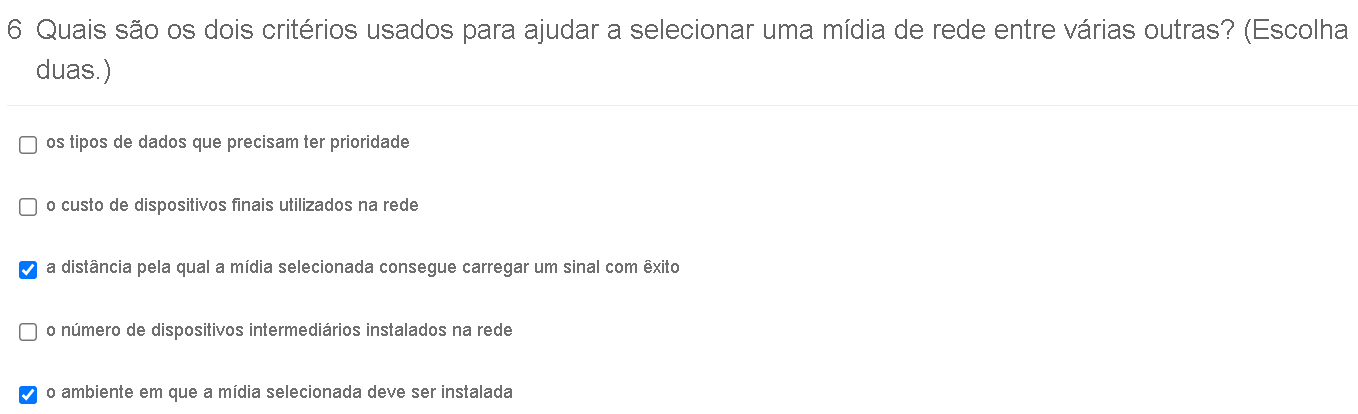 6 Quais são os dois critérios usados para ajudar a selecionar uma mídia de rede entre várias outras? (Escolha
duas.)
os tipos de dados que precisam ter prioridade
o custo de dispositivos finais utilizados na rede
a distância pela qual a mídia selecionada consegue carregar um sinal com êxito
o número de dispositivos intermediários instalados na rede
o ambiente em que a mídia selecionada deve ser instalada